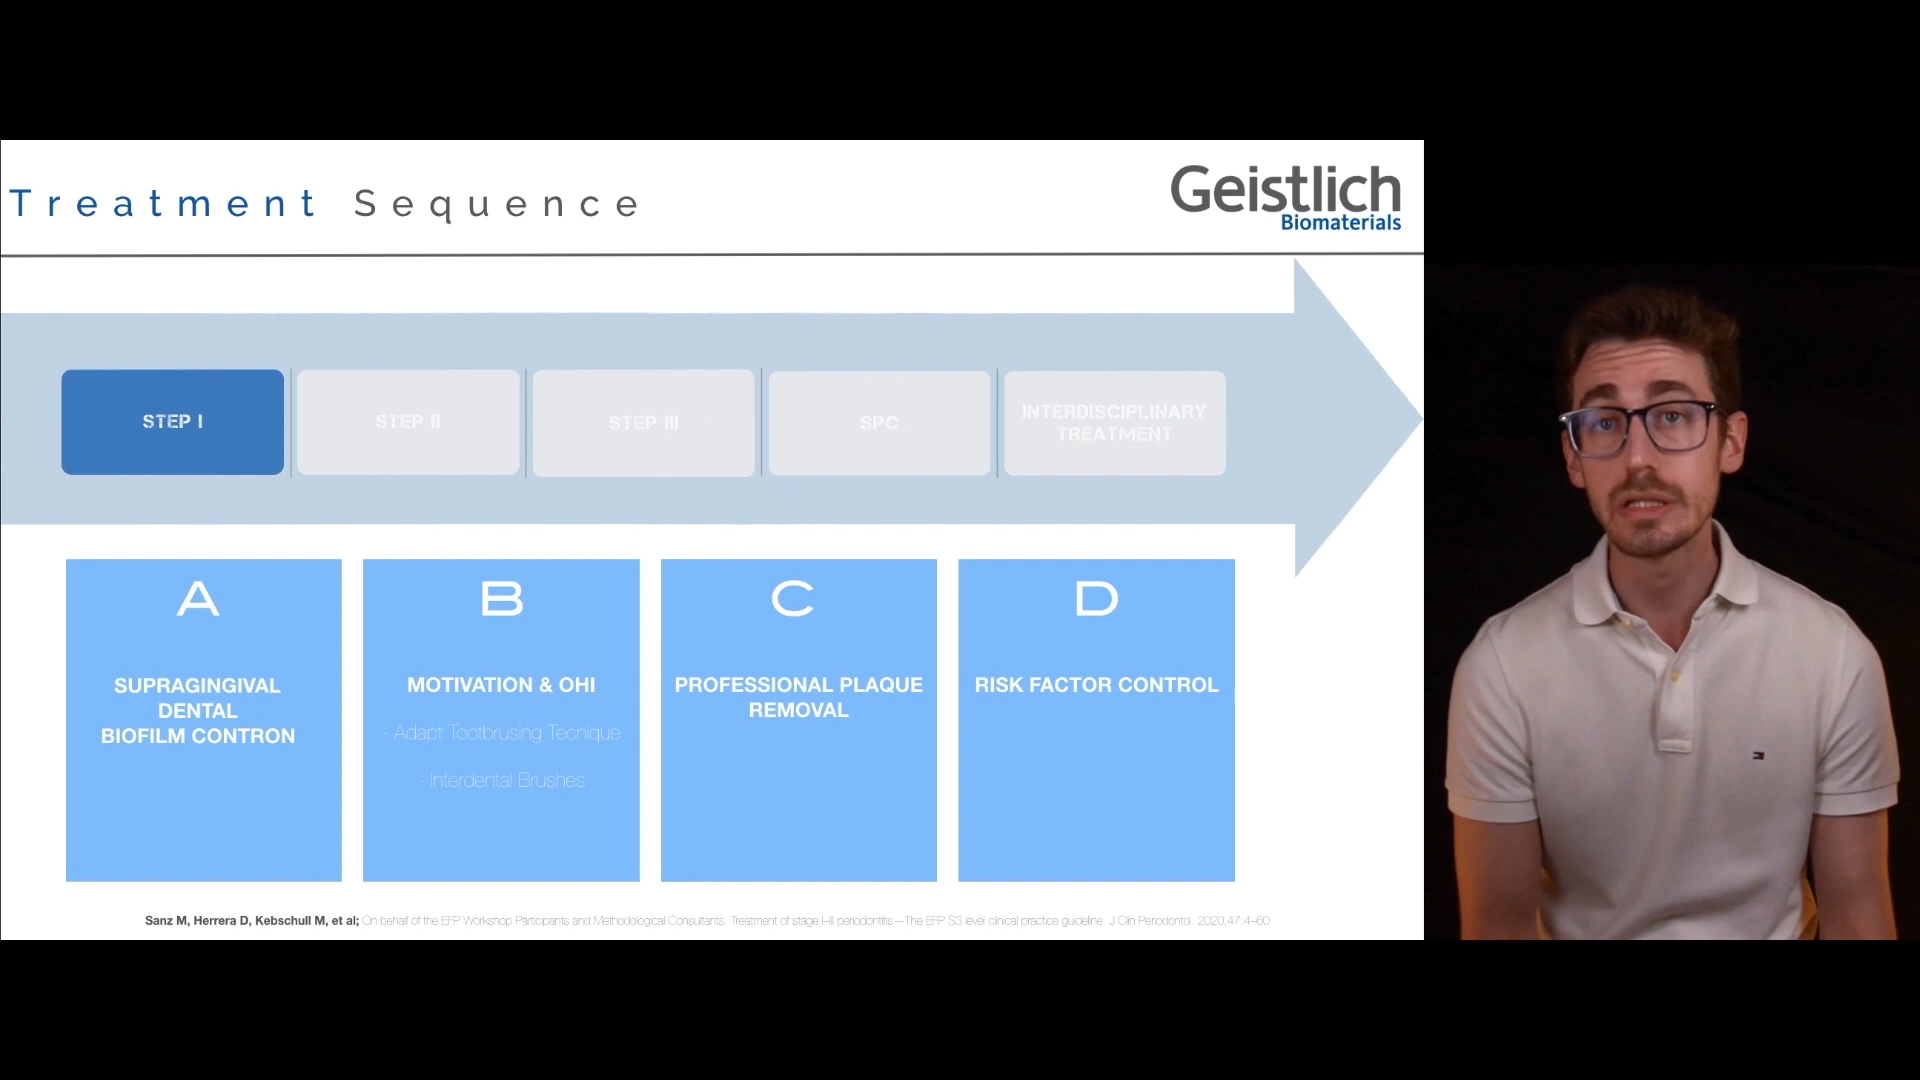 Treatment Sequence
Geistlich
Biomaterials
STEP I
STEP II
STEP III
SPC
INTERDISCIPLINARY
TREATMENT
A
SUPRAGINGIVAL
DENTAL
BIOFILM CONTRON
B
MOTIVATION & OHI
- Adapt Tootbrusing Tecnique
- Interdental Brushes
C
PROFESSIONAL PLAQUE
REMOVAL
D
RISK FACTOR CONTROL
Sanz M, Herrera D, Kebschull M, et al; On behalf of the EFP Workshop Participants and Methodological Consultants. Treatment of stage I-III periodontitis—The EFP S3 level clinical practice guideline. J Clin Periodontol. 2020;47:4–60